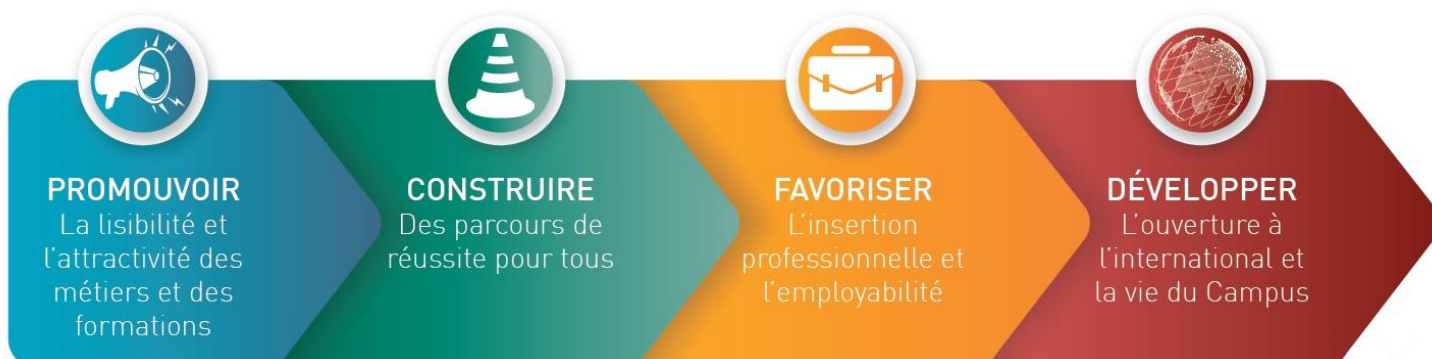 PROMOUVOIR
La lisibilité et
l'attractivité des
métiers et des
formations
CONSTRUIRE
Des parcours de
réussite pour tous
FAVORISER
L'insertion
professionnelle et
l'employabilité
DÉVELOPPER
L'ouverture à
l'international et
la vie du Campus